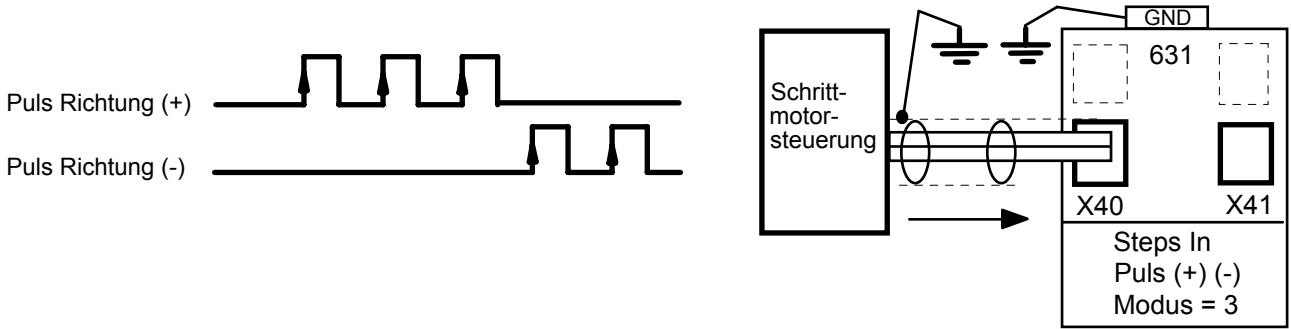 Puls Richtung (+)
Puls Richtung (-)
Schritt-
motor-
steuerung
GND
631
X40
X41
Steps In
Puls (+) (-)
Modus = 3